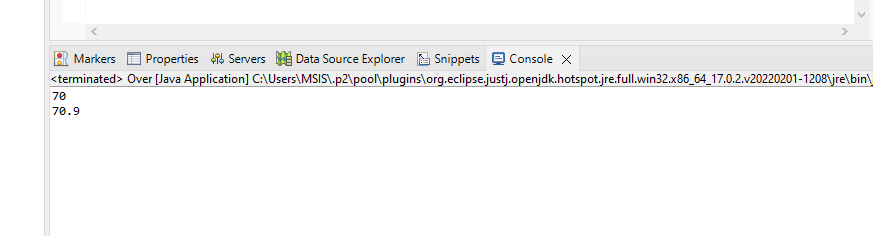 Markers Properties Servers Data Source Explorer Snippets Console
<terminated> Over [Java Application] C:\Users\MSIS\.p2\pool\plugins\org.eclipse.justj.openjdk.hotspot.jre.full.win32.x86_64_17.0.2.v20220201-1208\jre\bin\
70
70.9